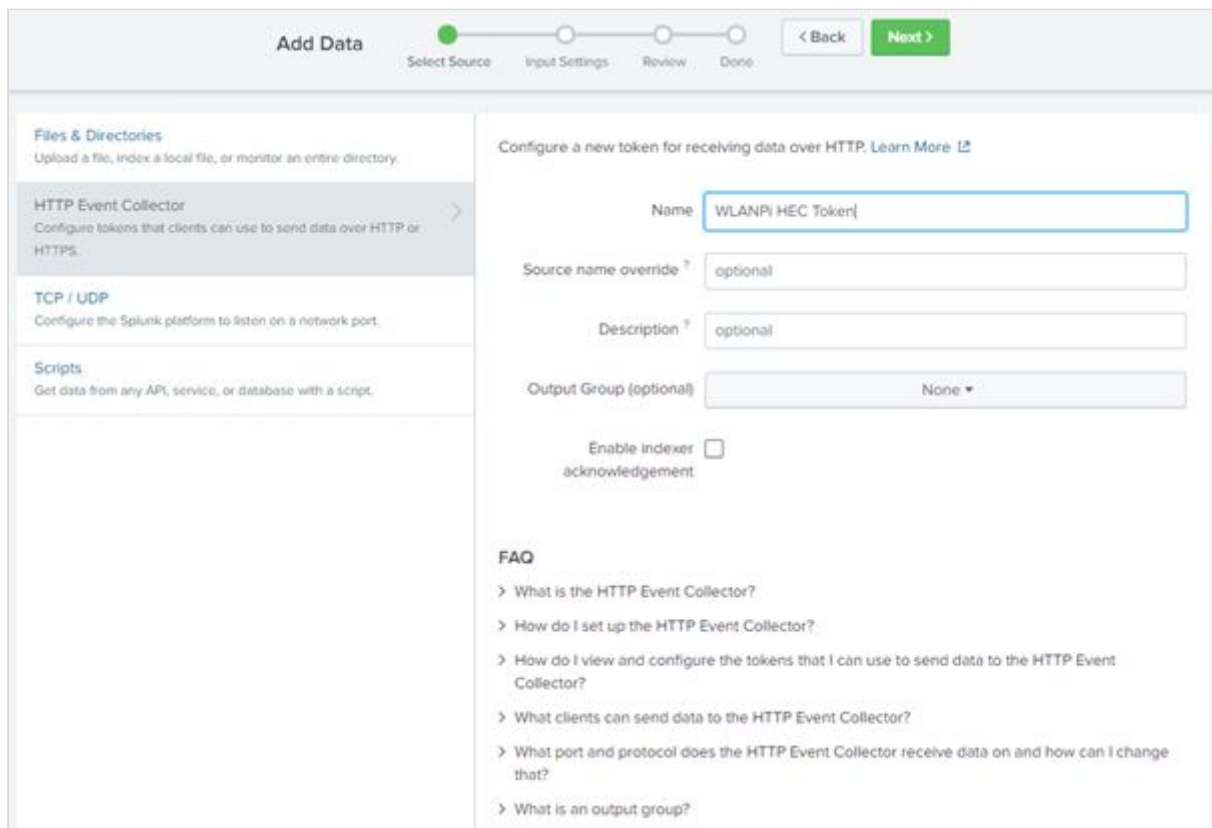 Add Data
Select Source
Input Settings
Review
Done
< Back
Next >
Files & Directories
Upload a file, index a local file, or monitor an entire directory.
HTTP Event Collector
Configure tokens that clients can use to send data over HTTP or
HTTPS.
TCP / UDP
Configure the Splunk platform to listen on a network port.
Scripts
Get data from any API, service, or database with a script.
Configure a new token for receiving data over HTTP. Learn More
Name
WLANPi HEC Token
Source name override ?
optional
Description ?
optional
Output Group (optional)
None
Enable indexer
acknowledgement
FAQ
> What is the HTTP Event Collector?
> How do I set up the HTTP Event Collector?
> How do I view and configure the tokens that I can use to send data to the HTTP Event
Collector?
> What clients can send data to the HTTP Event Collector?
> What port and protocol does the HTTP Event Collector receive data on and how can I change
that?
> What is an output group?